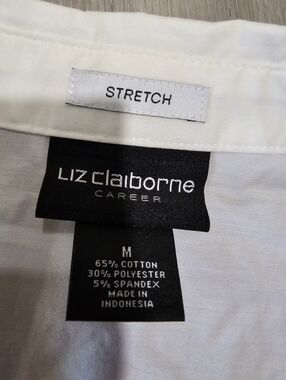 STRETCH
LIZ claiborne
CAREER
M
65% COTTON
30% POLYESTER
5% SPANDEX
MADE IN
INDONESIA